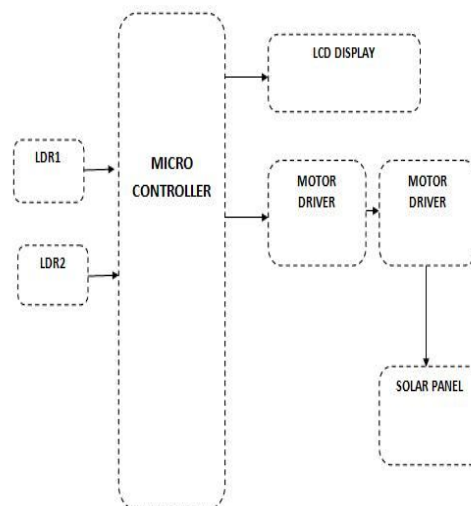 LCD DISPLAY
LDR1
MICRO
CONTROLLER
MOTOR
DRIVER
MOTOR
DRIVER
LDR2
SOLAR PANEL